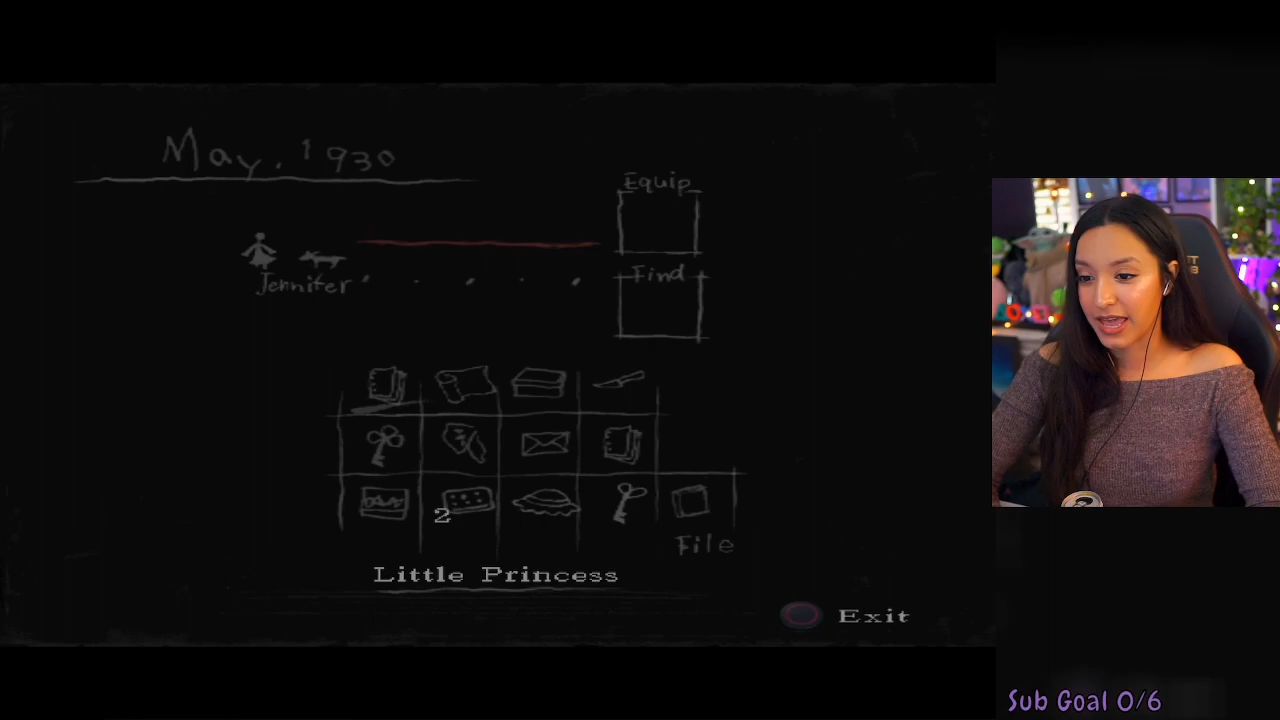 May. 1930
Equip
Find
Jennifer
2
File
Little Princess
Exit
Sub Goal 0/6